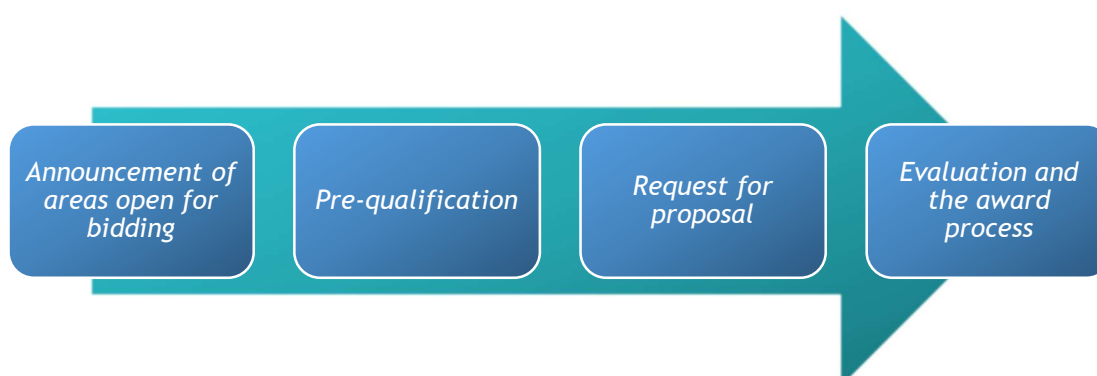 Announcement of
areas open for
bidding
Pre-qualification
Request for
proposal
Evaluation and
the award
process